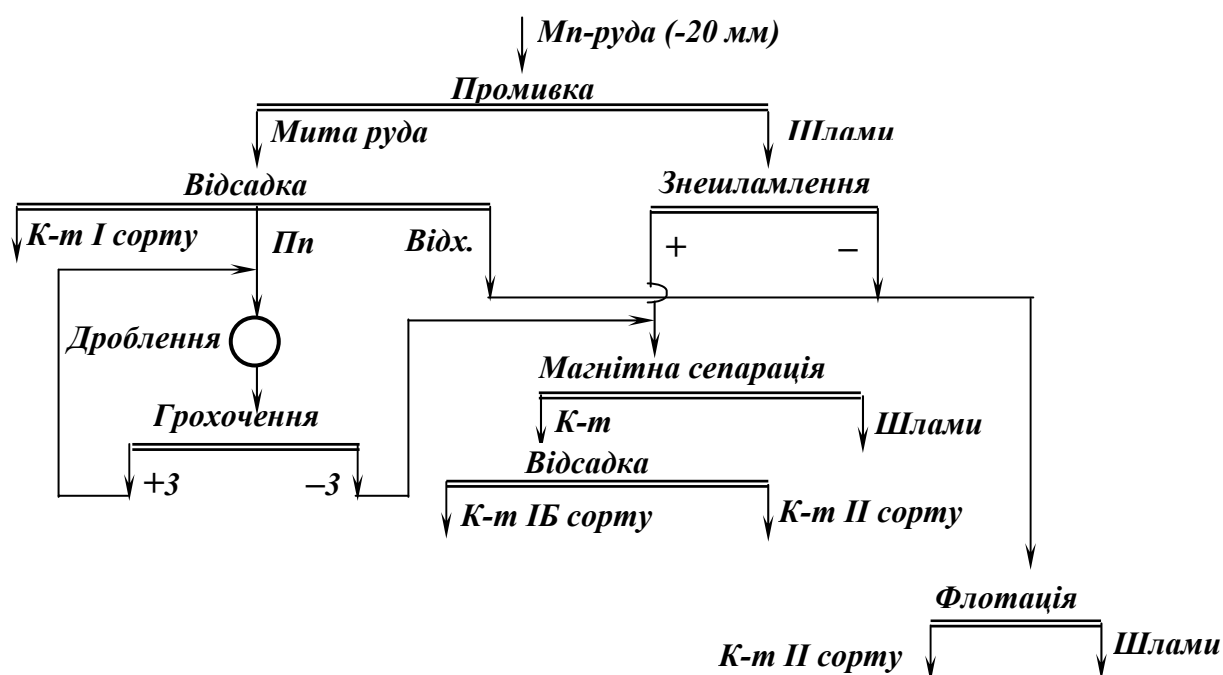 Мп-руда (-20 мм)
Промивка
Мита руда
Шлами
Відсадка
Знешламлення
К-т І сорту
Пп
Відх.
+
–
Дроблення
Магнітна сепарація
Грохочення
К-т
Шлами
+3
–3
Відсадка
К-т ІБ сорту
К-т ІІ сорту
Флотація
К-т ІІ сорту
Шлами